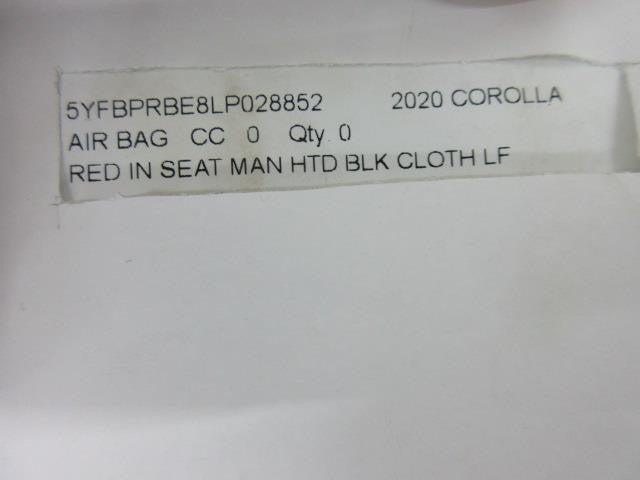 5YFBPRBE8LP028852 2020 COROLLA
AIR BAG CC 0 Qty. 0
RED IN SEAT MAN HTD BLK CLOTH LF